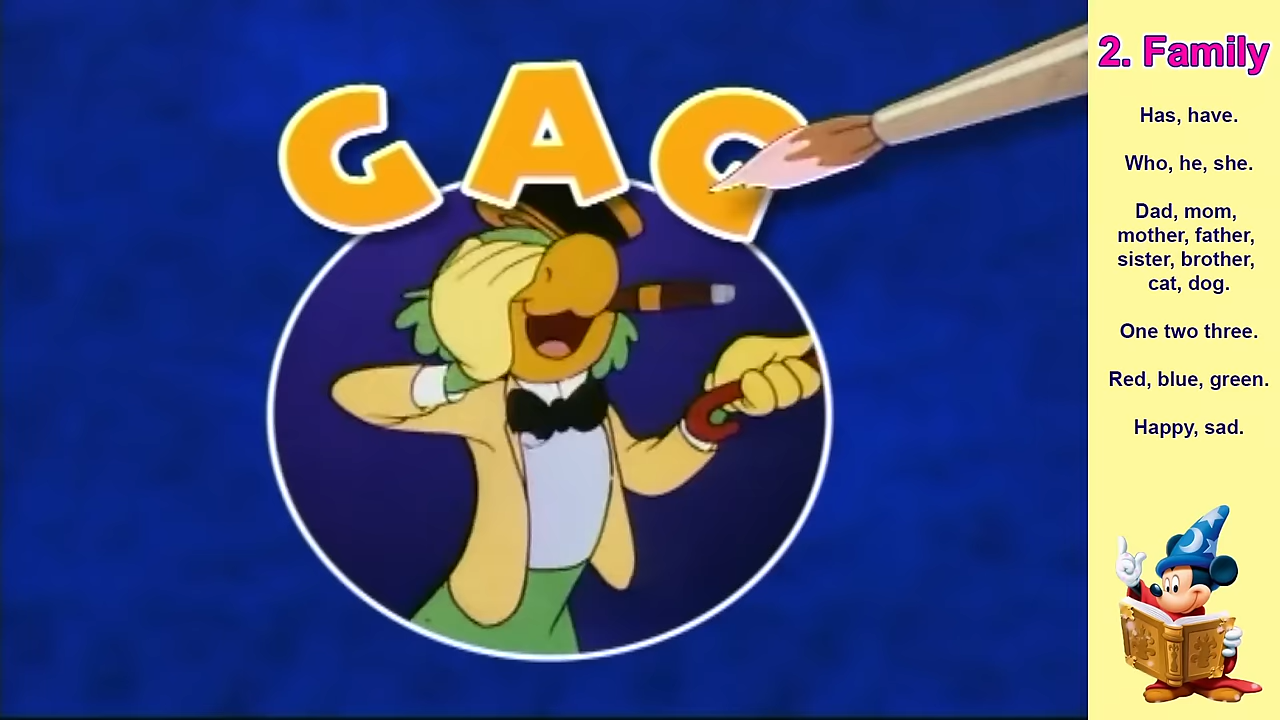 GAG
2. Family
Has, have.
Who, he, she.
Dad, mom,
mother, father,
sister, brother,
cat, dog.
One two three.
Red, blue, green.
Happy, sad.